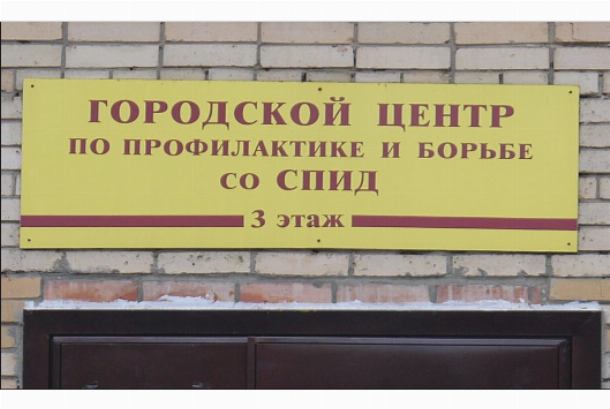 ГОРОДСКОЙ ЦЕНТР
ПО ПРОФИЛАКТИКЕ И БОРЬБЕ
СО СПИД
3 этаж